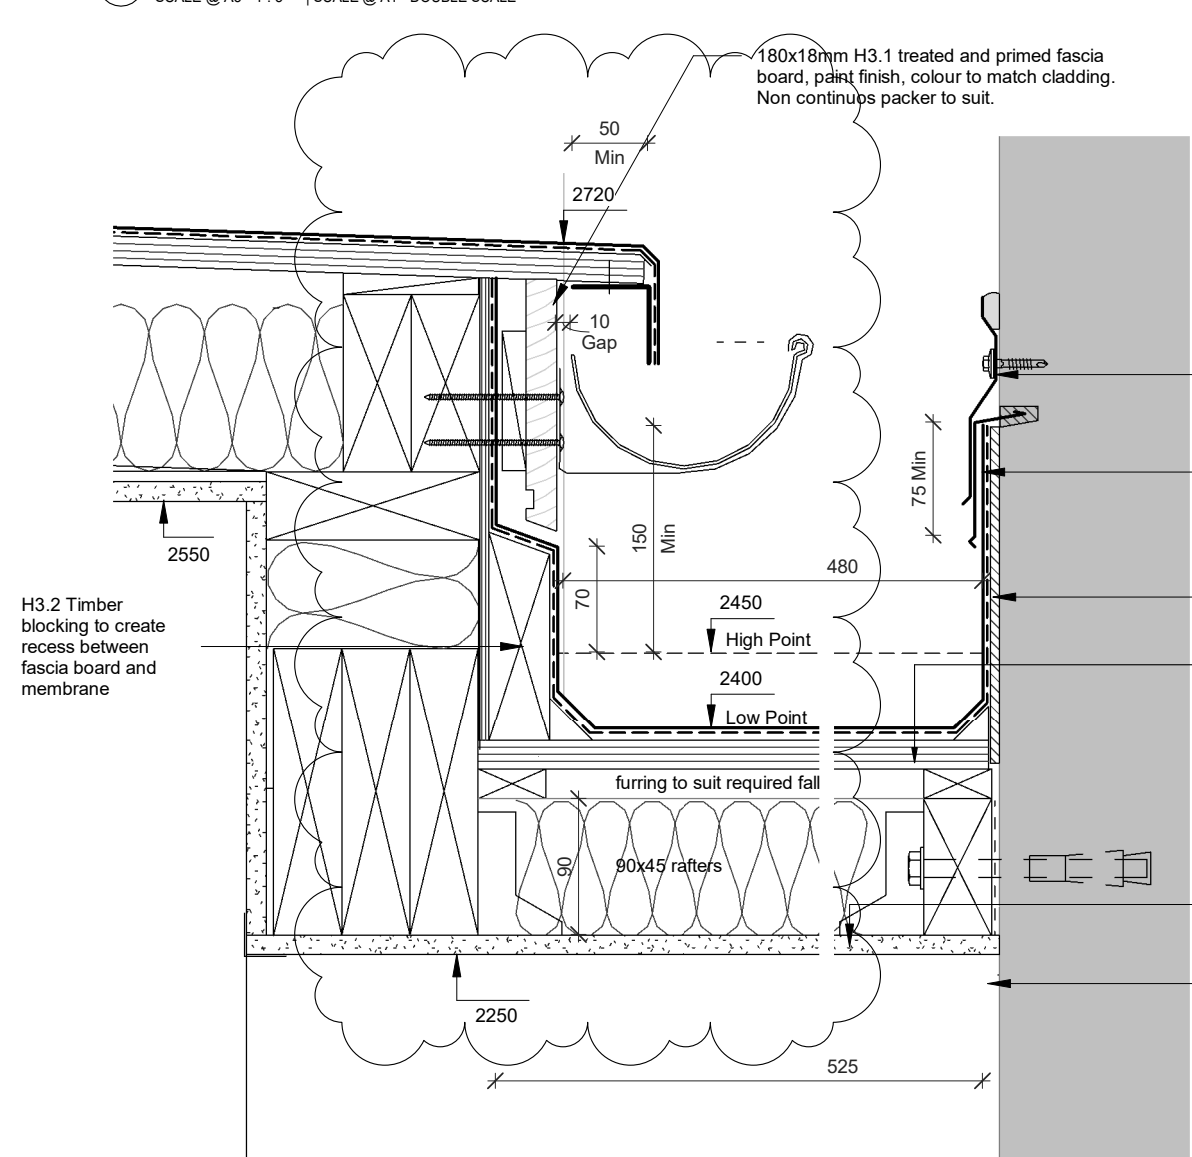 180x18mm H3.1 treated and primed fascia
board, paint finish, colour to match cladding.
Non continuos packer to suit.
50
Min
2720
10
Gap
75 Min
150
Min
480
2550
70
2450
High Point
H3.2 Timber
blocking to create
recess between
fascia board and
membrane
2400
Low Point
furring to suit required fall
90
90x45 rafters
2250
525